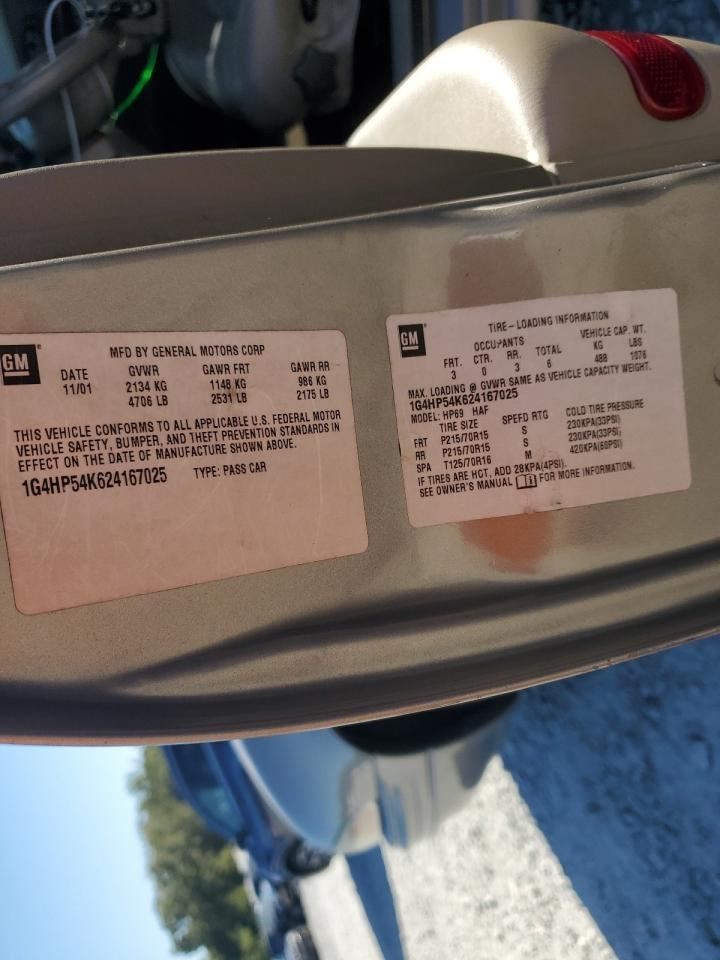 GM
MFD BY GENERAL MOTORS CORP
DATE GVWR GAWR FRT GAWR RR
11/01 2134 KG 1148 KG 986 KG
4706 LB 2531 LB 2175 LB
THIS VEHICLE CONFORMS TO ALL APPLICABLE U.S. FEDERAL MOTOR
VEHICLE SAFETY, BUMPER, AND THEFT PREVENTION STANDARDS IN
EFFECT ON THE DATE OF MANUFACTURE SHOWN ABOVE.
1G4HP54K624167025 TYPE: PASS CAR
GM
TIRE-LOADING INFORMATION
OCCUPANTS VEHICLE CAP. WT.
FRT. CTR. RR. TOTAL KG LBS
3 0 3 6 488 1076
MAX. LOADING @ GVWR SAME AS VEHICLE CAPACITY WEIGHT.
1G4HP54K624167025
MODEL: HP69 HAF
TIRE SIZE SPEED RTG COLD TIRE PRESSURE
FRT P215/70R15 S 230KPA(33PSI)
RR P215/70R15 S 230KPA(33PSI)
SPA T125/70R16 M 420KPA(60PSI)
IF TIRES ARE HOT, ADD 28KPA(4PSI).
SEE OWNER'S MANUAL FOR MORE INFORMATION.